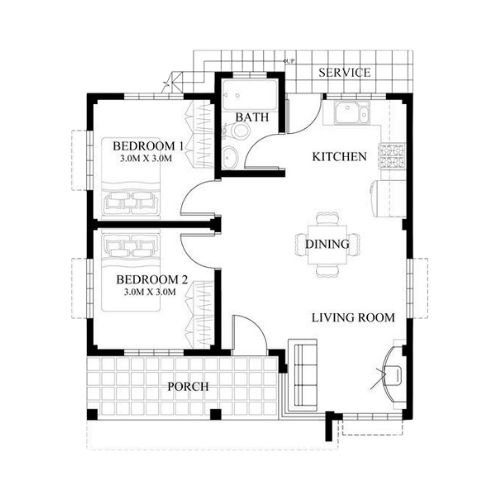 UP
SERVICE
BATH
BEDROOM 1
3.0M X 3.0M
KITCHEN
DINING
BEDROOM 2
3.0M X 3.0M
LIVING ROOM
PORCH